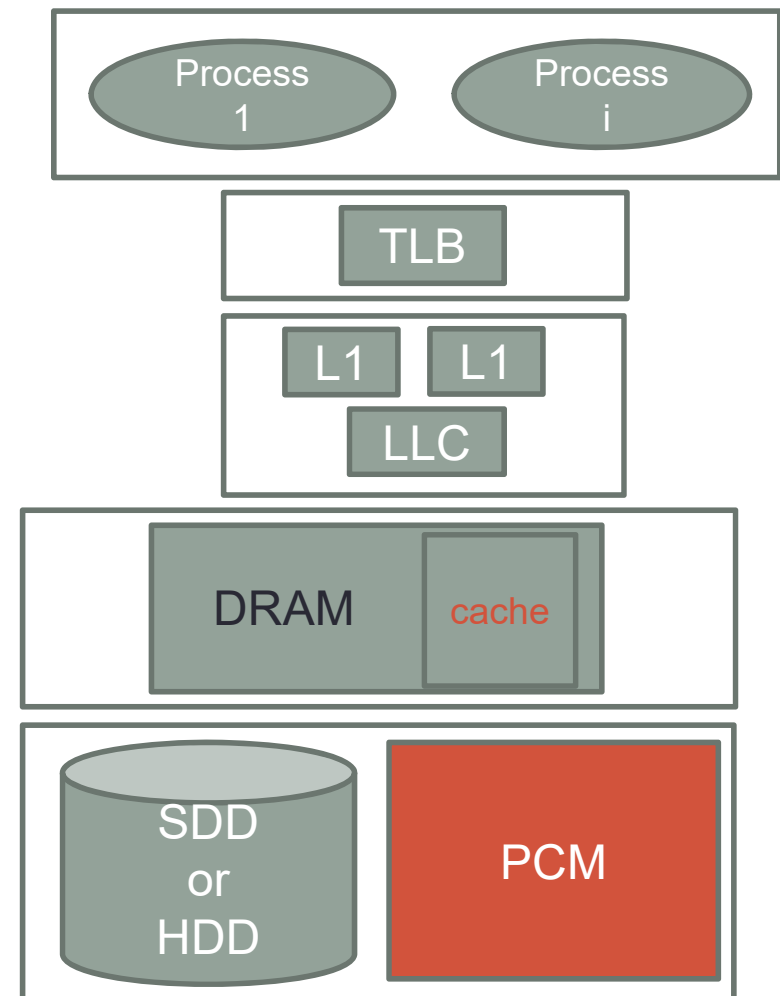 Process
1
Process
i
TLB
L1
L1
LLC
DRAM
cache
SDD
or
HDD
PCM